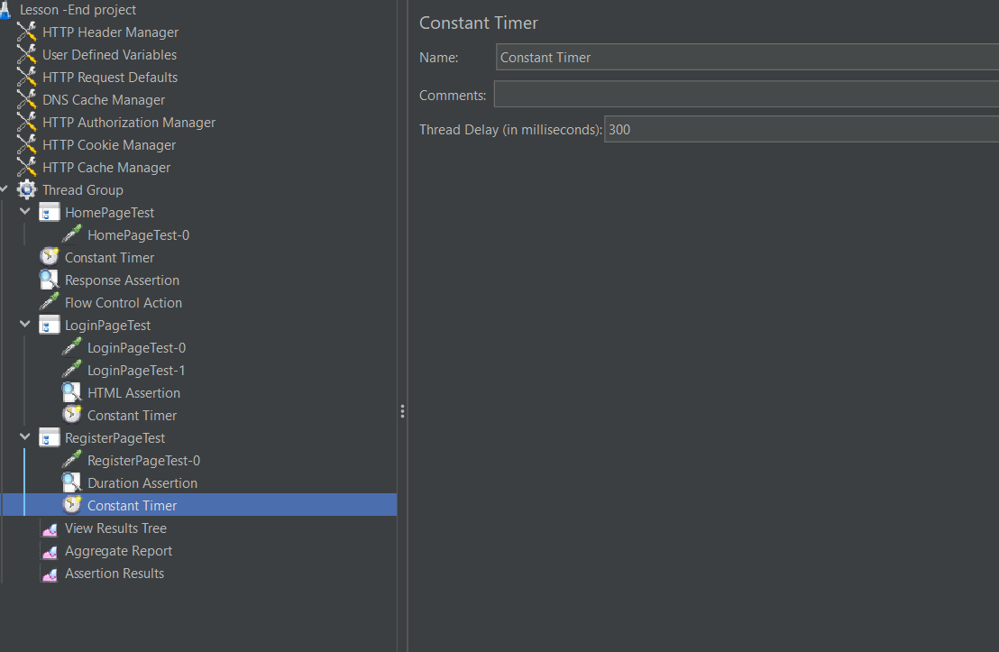 Lesson -End project
HTTP Header Manager
User Defined Variables
HTTP Request Defaults
DNS Cache Manager
HTTP Authorization Manager
HTTP Cookie Manager
HTTP Cache Manager
Thread Group
HomePageTest
HomePageTest-0
Constant Timer
Response Assertion
Flow Control Action
LoginPageTest
LoginPageTest-0
LoginPageTest-1
HTML Assertion
Constant Timer
RegisterPageTest
RegisterPageTest-0
Duration Assertion
Constant Timer
View Results Tree
Aggregate Report
Assertion Results
Constant Timer
Name: Constant Timer
Comments:
Thread Delay (in milliseconds): 300